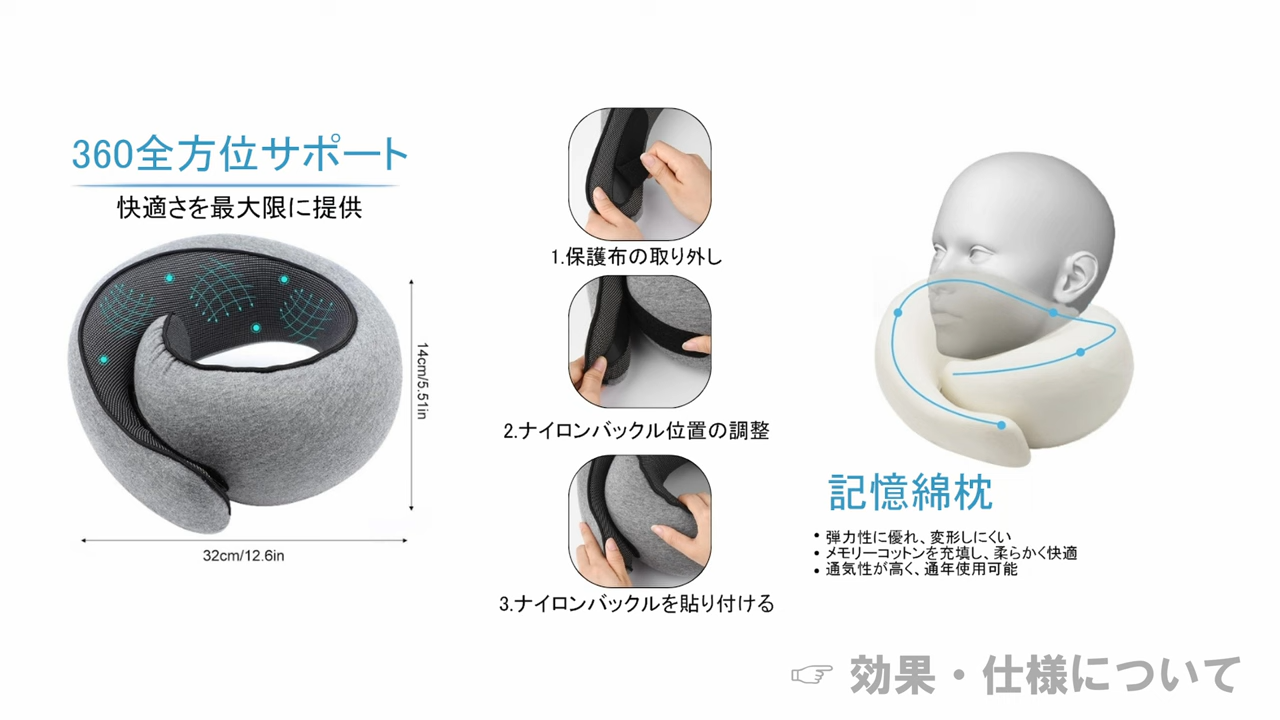 360全方位サポート
快適さを最大限に提供
14cm/5.51in
32cm/12.6in
1.保護布の取り外し
2.ナイロンバックル位置の調整
3.ナイロンバックルを貼り付ける
記憶綿枕
• 弾力性に優れ、変形しにくい
• メモリーコットンを充填し、柔らかく快適
• 通気性が高く、通年使用可能
☞ 効果・仕様について